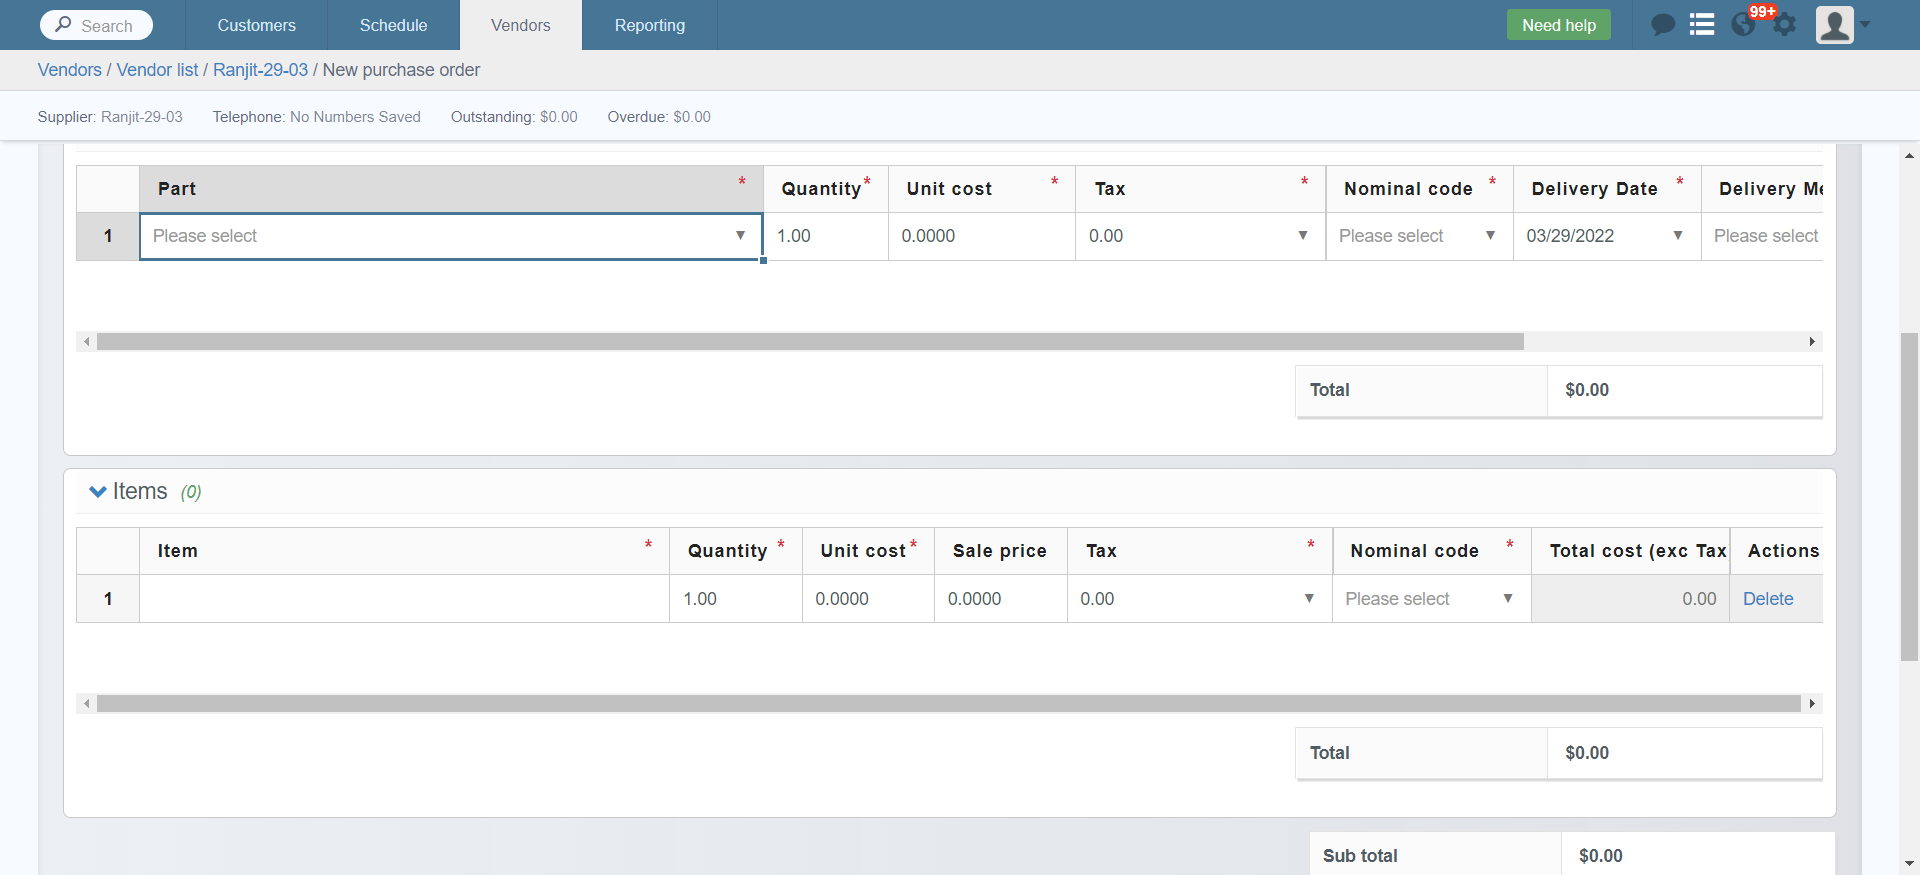 Search Customers Schedule Vendors Reporting Need help 99+
Vendors / Vendor list / Ranjit-29-03 / New purchase order
Supplier: Ranjit-29-03 Telephone: No Numbers Saved Outstanding: $0.00 Overdue: $0.00
Part * Quantity * Unit cost * Tax * Nominal code * Delivery Date * Delivery Me
1 Please select 1.00 0.0000 0.00 Please select 03/29/2022 Please select
Total $0.00
Items (0)
Item * Quantity * Unit cost * Sale price Tax * Nominal code * Total cost (exc Tax Actions
1 1.00 0.0000 0.0000 0.00 Please select 0.00 Delete
Total $0.00
Sub total $0.00